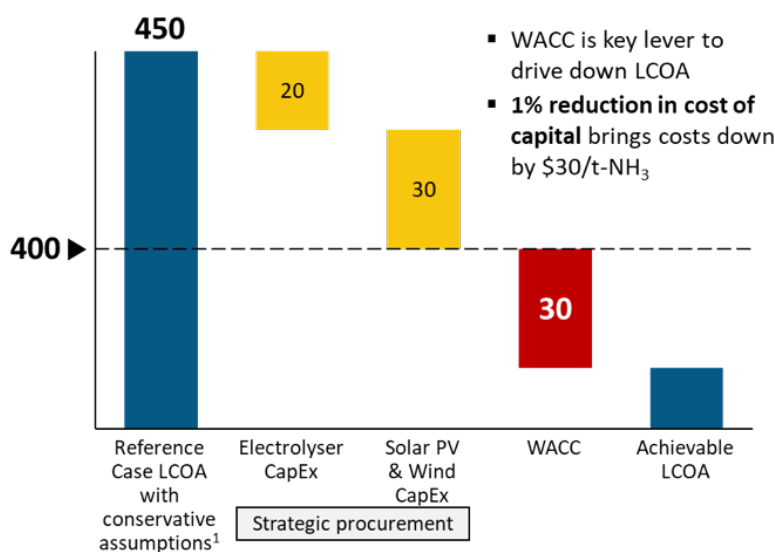 450
20
30
400
30
▪ WACC is key lever to
drive down LCOA
▪ 1% reduction in cost of
capital brings costs down
by $30/t-NH₃
Reference
Case LCOA
with
conservative
assumptions¹
Electrolyser
CapEx
Solar PV
& Wind
CapEx
WACC
Achievable
LCOA
Strategic procurement